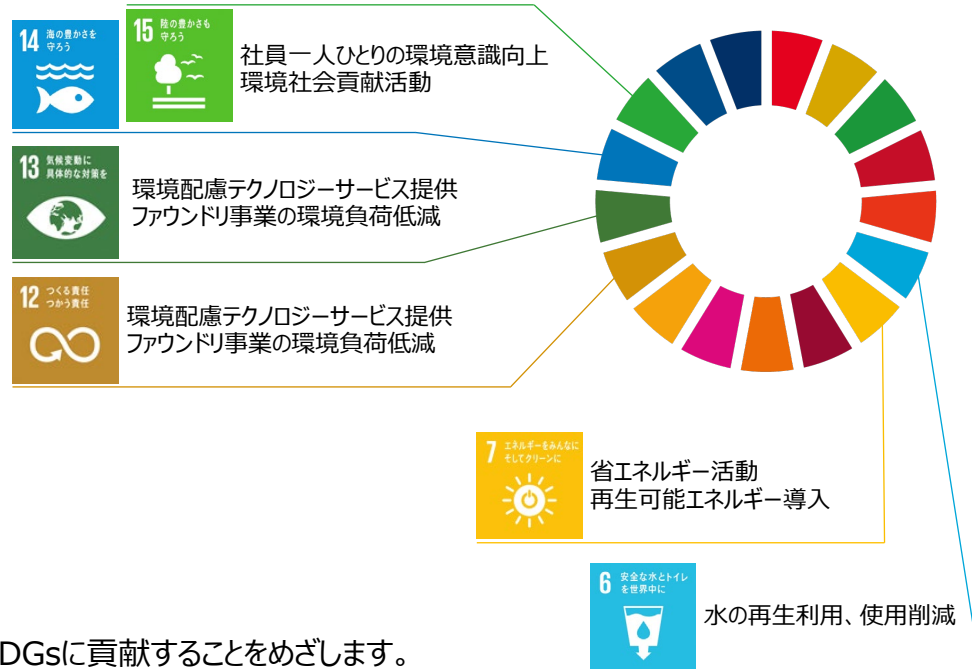 14 海の豊かさを
守ろう
15 陸の豊かさも
守ろう
社員一人ひとりの環境意識向上
環境社会貢献活動
13 気候変動に
具体的な対策を
環境配慮テクノロジーサービス提供
ファウンドリ事業の環境負荷低減
12 つくる責任
つかう責任
環境配慮テクノロジーサービス提供
ファウンドリ事業の環境負荷低減
7 エネルギーをみんなに
そしてクリーンに
省エネルギー活動
再生可能エネルギー導入
6 安全な水とトイレ
を世界中に
水の再生利用、使用削減
DGsに貢献することをめざします。